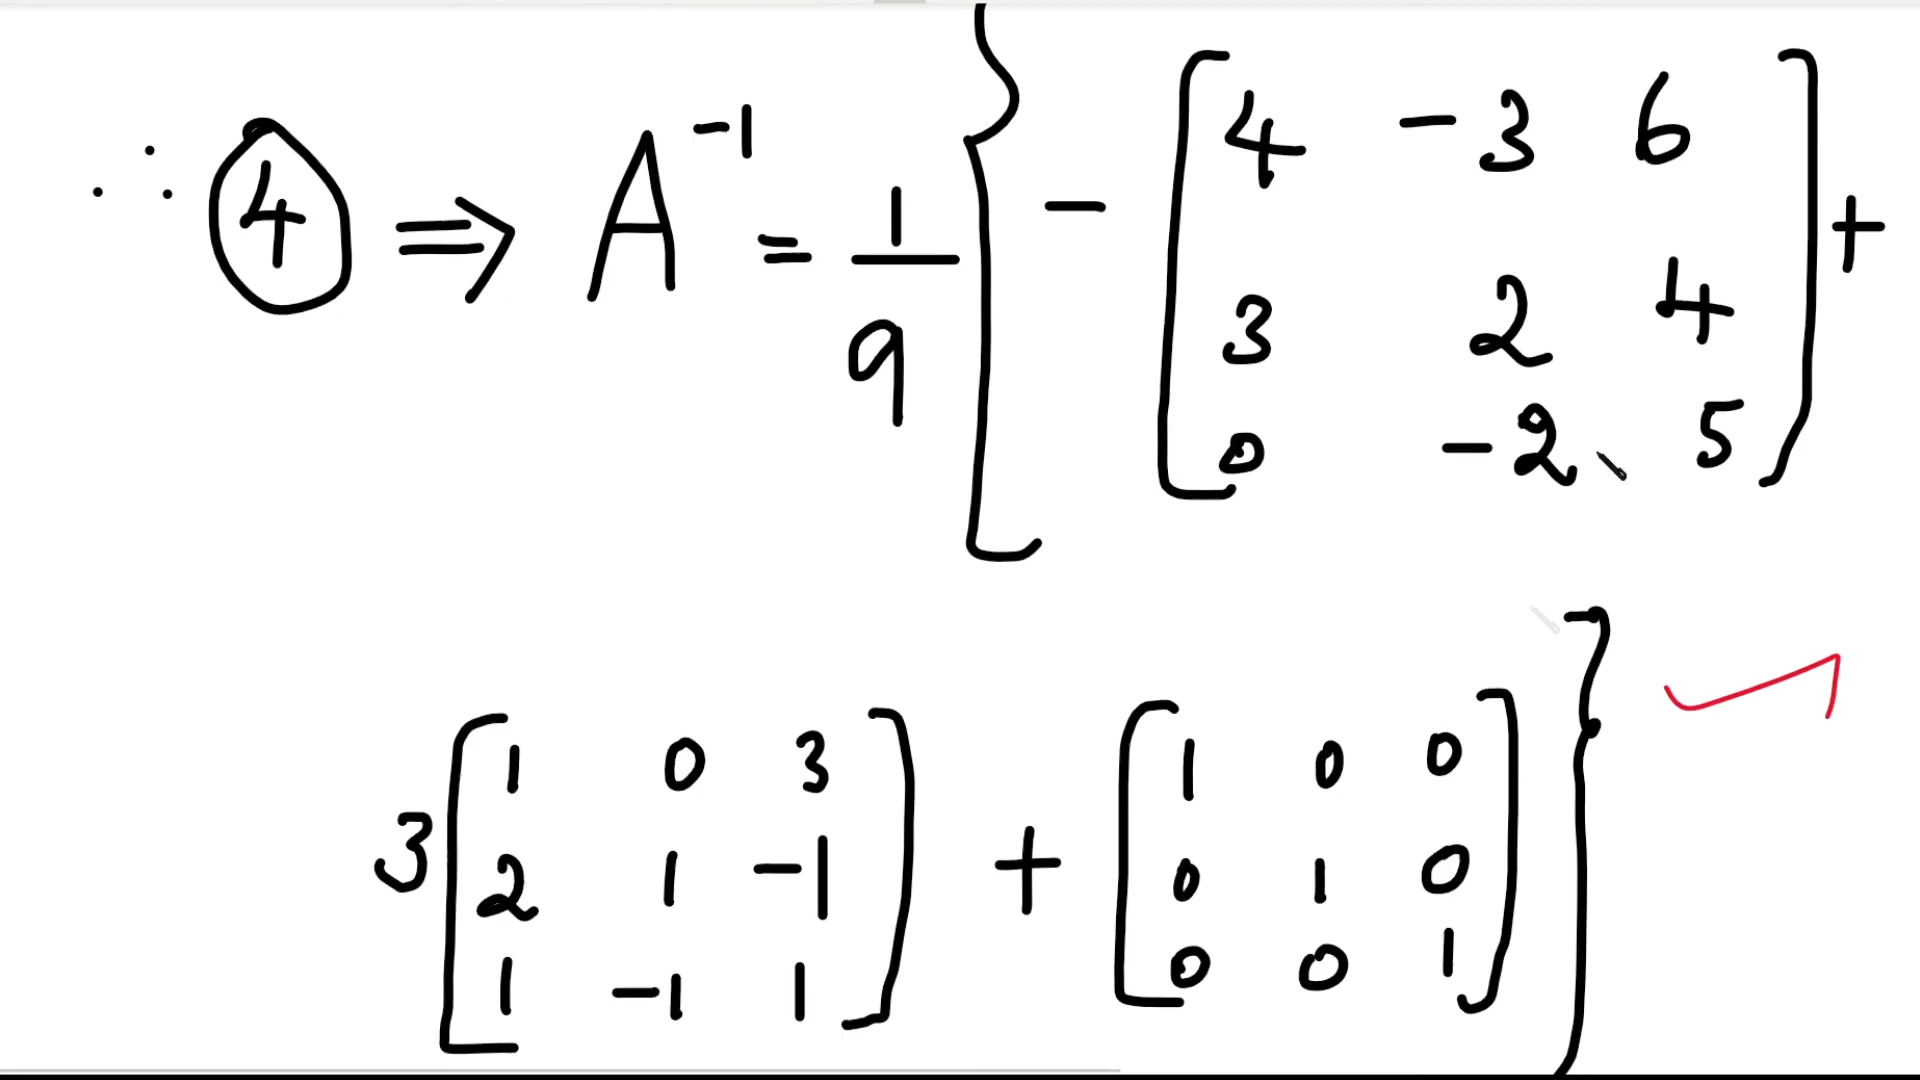 ∴ ④ ⇒ A⁻¹ = 1/9 { - [ 4 -3 6
3 2 4
0 -2 5 ] +
3 [ 1 0 3
2 1 -1
1 -1 1 ] + [ 1 0 0
0 1 0
0 0 1 ] }